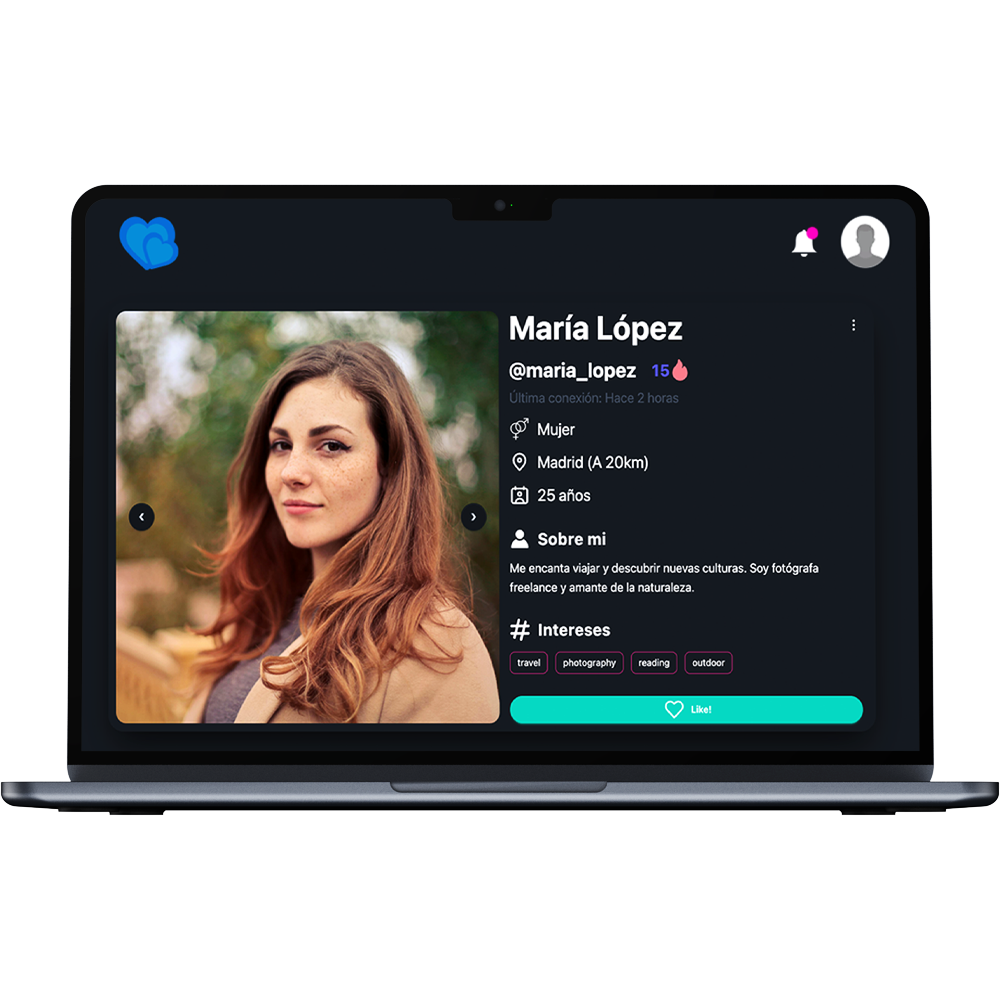 María López
@maria_lopez 15
Última conexión: Hace 2 horas
Mujer
Madrid (A 20km)
25 años
Sobre mi
Me encanta viajar y descubrir nuevas culturas. Soy fotógrafa
freelance y amante de la naturaleza.
# Intereses
travel photography reading outdoor
Like!